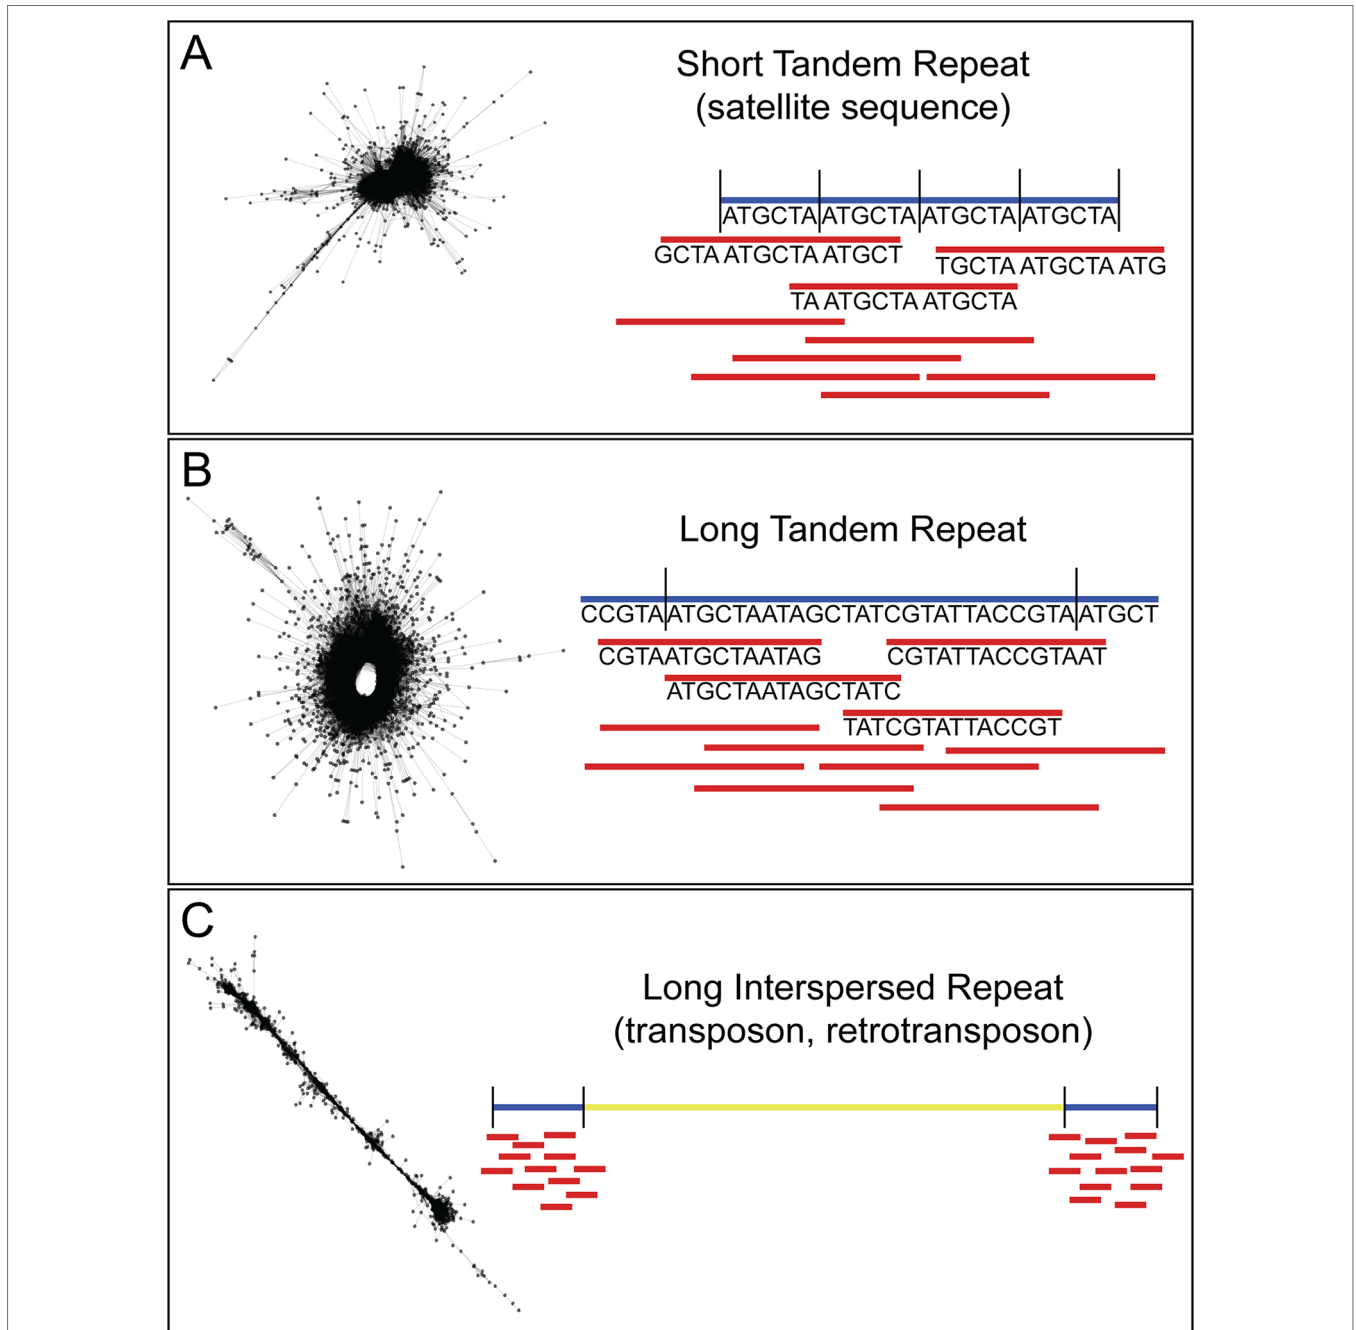 A
Short Tandem Repeat
(satellite sequence)
ATGCTA ATGCTA ATGCTA ATGCTA
GCTA ATGCTA ATGCT
TGCTA ATGCTA ATG
TA ATGCTA ATGCTA
B
Long Tandem Repeat
CCGTA ATGCTAATAGCTATCGTATTACCGTA ATGCT
CGTAATGCTAATAG
CGTATTACCGTAAT
ATGCTAATAGCTATC
TATCGTATTACCGT
C
Long Interspersed Repeat
(transposon, retrotransposon)